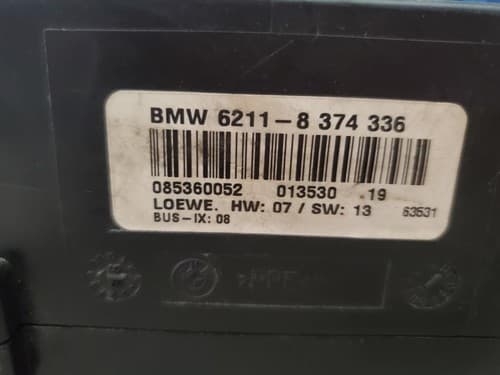 BMW 6211-8 374 336
085360052 013530 .19
LOEWE. HW: 07 / SW: 13 63531
BUS-IX: 08